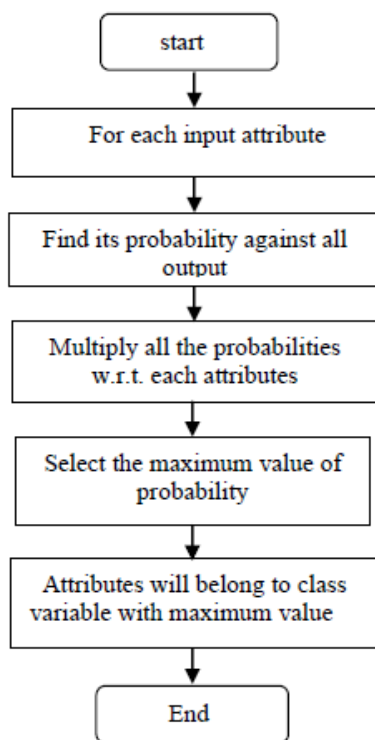 start
For each input attribute
Find its probability against all
output
Multiply all the probabilities
w.r.t. each attributes
Select the maximum value of
probability
Attributes will belong to class
variable with maximum value
End